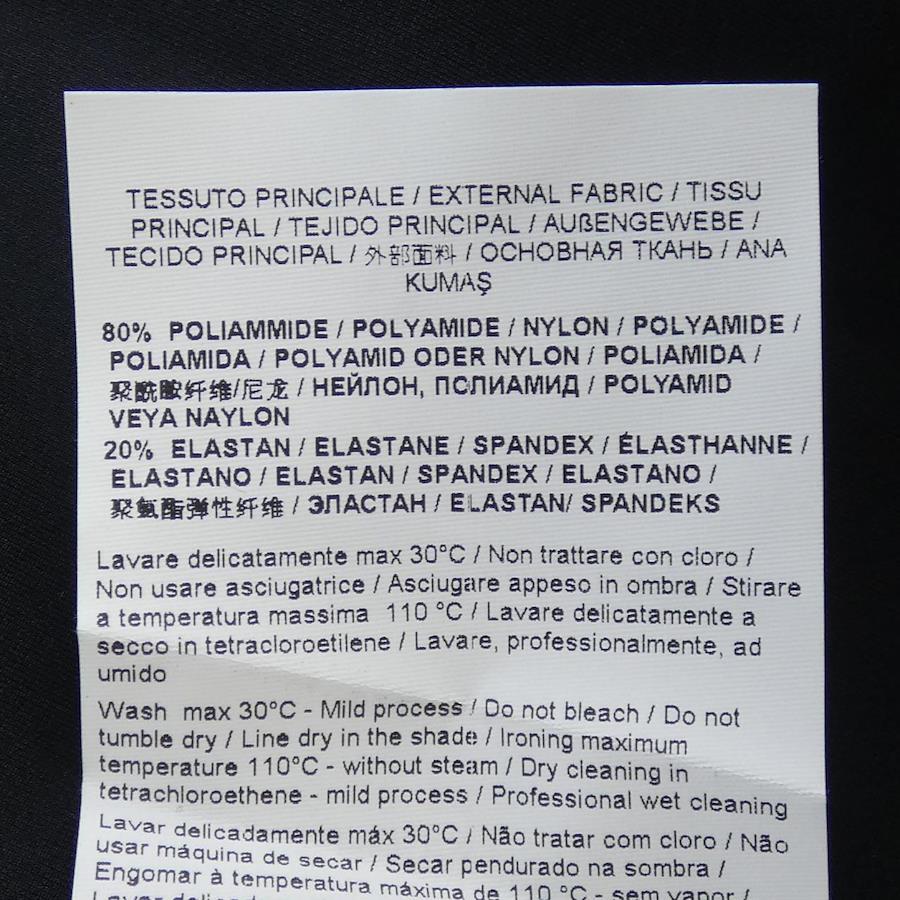 TESSUTO PRINCIPALE / EXTERNAL FABRIC / TISSU
PRINCIPAL / TEJIDO PRINCIPAL / AUßENGEWEBE /
TECIDO PRINCIPAL / 外部面料 / ОСНОВНАЯ ТКАНЬ / ANA
KUMAŞ
80% POLIAMMIDE / POLYAMIDE / NYLON / POLYAMIDE /
POLIAMIDA / POLYAMID ODER NYLON / POLIAMIDA /
聚酰胺纤维/尼龙 / НЕЙЛОН, ПОЛИАМИД / POLYAMID
VEYA NAYLON
20% ELASTAN / ELASTANE / SPANDEX / ÉLASTHANNE /
ELASTANO / ELASTAN / SPANDEX / ELASTANO /
聚氨酯弹性纤维 / ЭЛАСТАН / ELASTAN/ SPANDEKS
Lavare delicatamente max 30°C / Non trattare con cloro /
Non usare asciugatrice / Asciugare appeso in ombra / Stirare
a temperatura massima 110 °C / Lavare delicatamente a
secco in tetracloroetilene / Lavare, professionalmente, ad
umido
Wash max 30°C - Mild process / Do not bleach / Do not
tumble dry / Line dry in the shade / Ironing maximum
temperature 110°C - without steam / Dry cleaning in
tetrachloroethene - mild process / Professional wet cleaning
Lavar delicadamente máx 30°C / Não tratar com cloro / Não
usar máquina de secar / Secar pendurado na sombra /
Engomar à temperatura máxima de 110 °C - sem vapor /